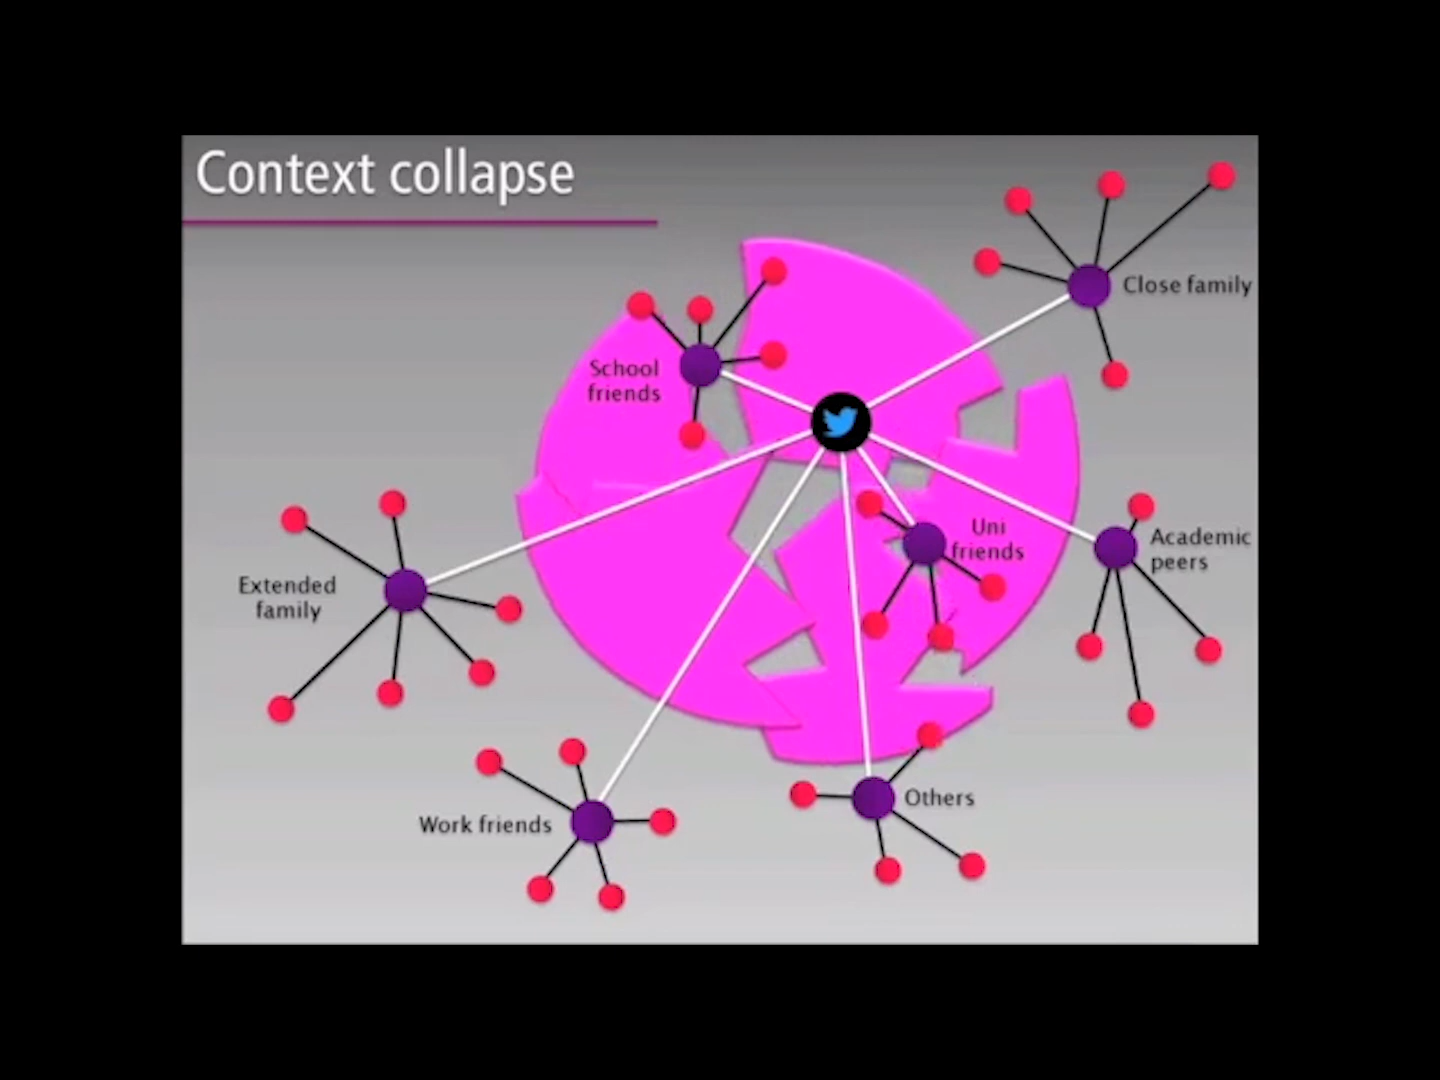 Context collapse
Close family
School
friends
Uni
friends
Academic
peers
Extended
family
Others
Work friends